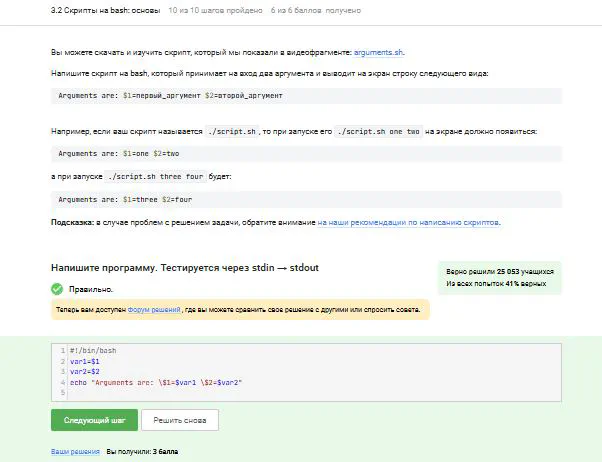 3.2 Скрипты на bash: основы 10 из 10 шагов пройдено 6 из 6 баллов получено
Вы можете скачать и изучить скрипт, который мы показали в видеофрагменте: arguments.sh.
Напишите скрипт на bash, который принимает на вход два аргумента и выводит на экран строку следующего вида:
Arguments are: $1=первый_аргумент $2=второй_аргумент
Например, если ваш скрипт называется ./script.sh , то при запуске его ./script.sh one two на экране должно появиться:
Arguments are: $1=one $2=two
а при запуске ./script.sh three four будет:
Arguments are: $1=three $2=four
Подсказка: в случае проблем с решением задачи, обратите внимание на наши рекомендации по написанию скриптов.
Напишите программу. Тестируется через stdin → stdout
Верно решили 25 053 учащихся
Из всех попыток 41% верных
Правильно.
Теперь вам доступен Форум решений, где вы можете сравнить свое решение с другими или спросить совета.
1 #!/bin/bash
2 var1=$1
3 var2=$2
4 echo "Arguments are: \$1=$var1 \$2=$var2"
5
Следующий шаг Решить снова
Ваши решения Вы получили: 3 балла